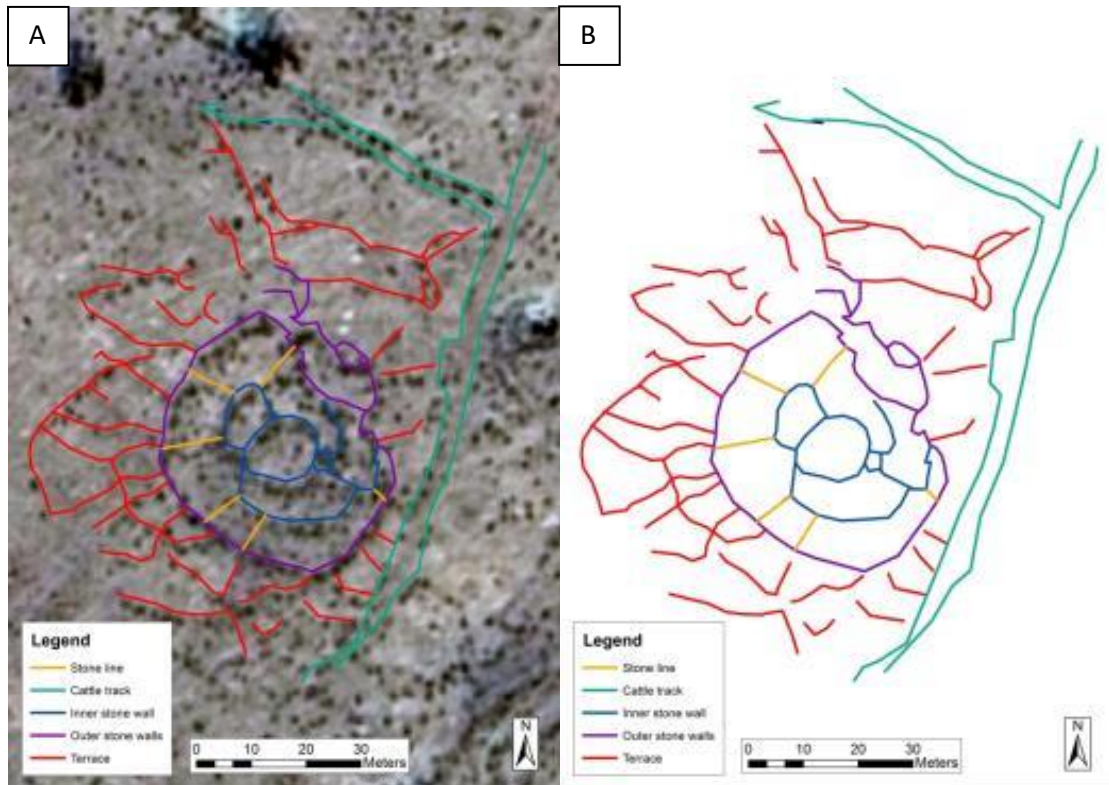 A
B
Legend
Stone line
Cattle track
Inner stone wall
Outer stone walls
Terrace
0 10 20 30
Meters
N
Legend
Stone line
Cattle track
Inner stone wall
Outer stone walls
Terrace
0 10 20 30
Meters
N